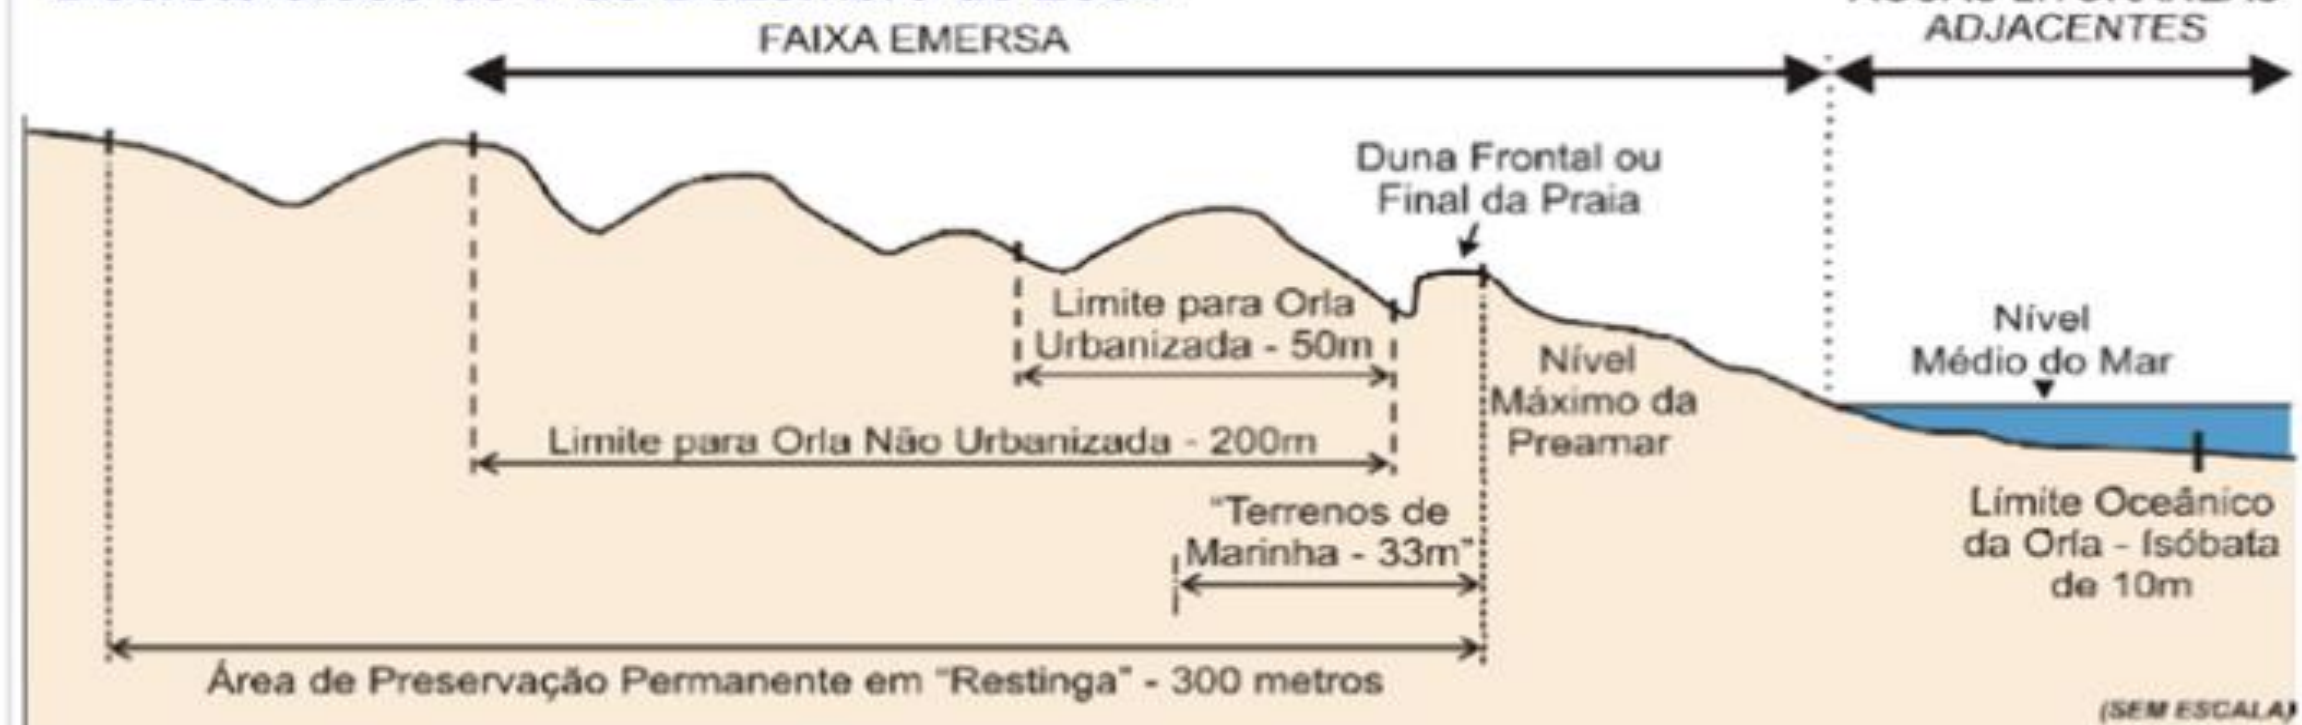 FAIXA EMERSA
ADJACENTES
Duna Frontal ou
Final da Praia
Limite para Orla
Urbanizada - 50m
Nível
Médio do Mar
Nível
Máximo da
Preamar
Limite para Orla Não Urbanizada - 200m
"Terrenos de
Marinha - 33m"
Límite Oceânico
da Orla - Isóbata
de 10m
Área de Preservação Permanente em "Restinga" - 300 metros
(SEM ESCALA)